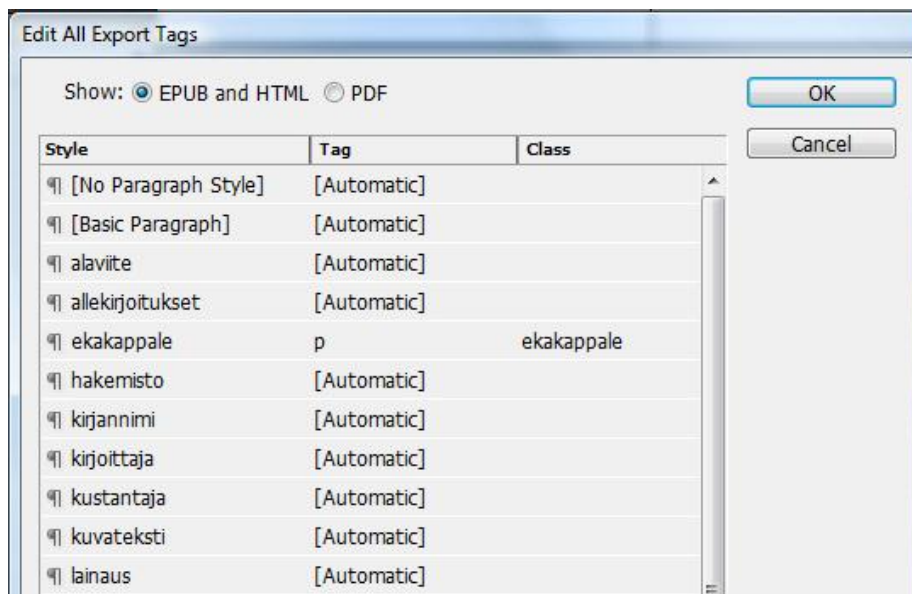 Edit All Export Tags
Show: EPUB and HTML PDF OK
Cancel
Style Tag Class
¶ [No Paragraph Style] [Automatic]
¶ [Basic Paragraph] [Automatic]
¶ alaviite [Automatic]
¶ allekirjoitukset [Automatic]
¶ ekakappale p ekakappale
¶ hakemisto [Automatic]
¶ kirjannimi [Automatic]
¶ kirjoittaja [Automatic]
¶ kustantaja [Automatic]
¶ kuvateksti [Automatic]
¶ lainaus [Automatic]